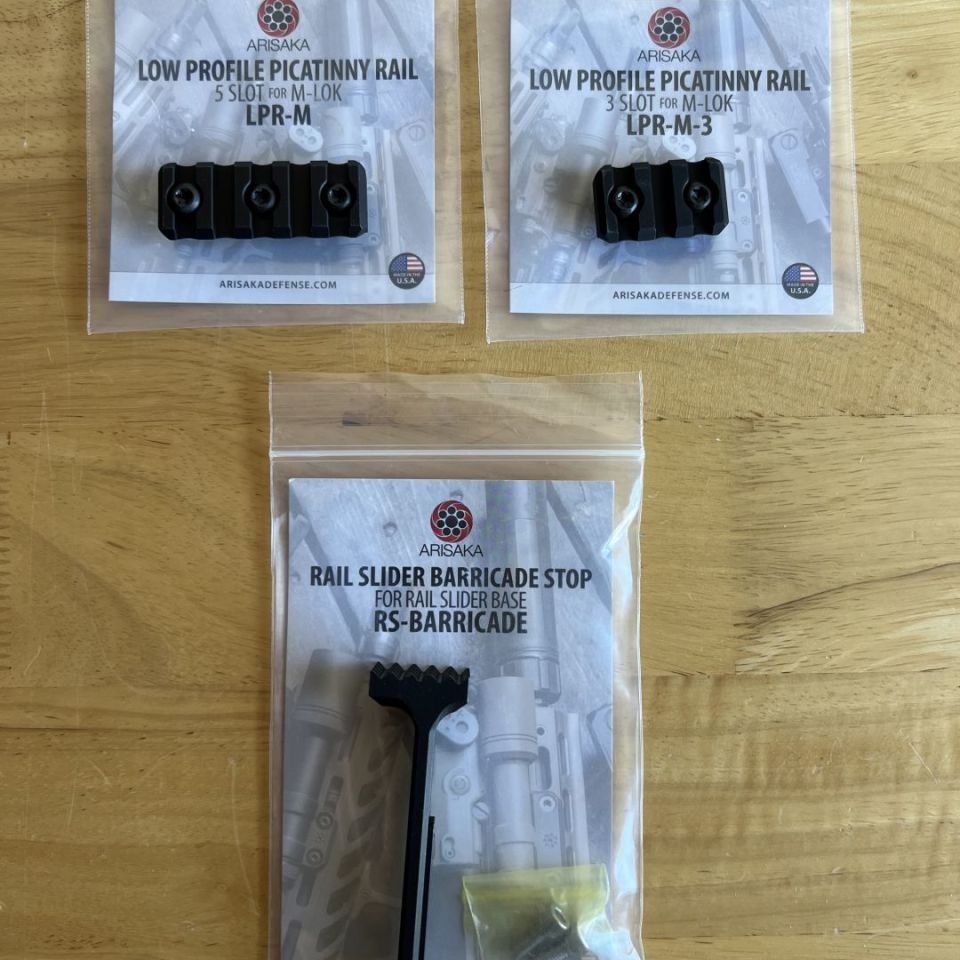 ARISAKA
LOW PROFILE PICATINNY RAIL
5 SLOT FOR M-LOK
LPR-M
MADE IN THE
U.S.A.
ARISAKADEFENSE.COM
ARISAKA
LOW PROFILE PICATINNY RAIL
3 SLOT FOR M-LOK
LPR-M-3
MADE IN THE
U.S.A.
ARISAKADEFENSE.COM
ARISAKA
RAIL SLIDER BARRICADE STOP
FOR RAIL SLIDER BASE
RS-BARRICADE